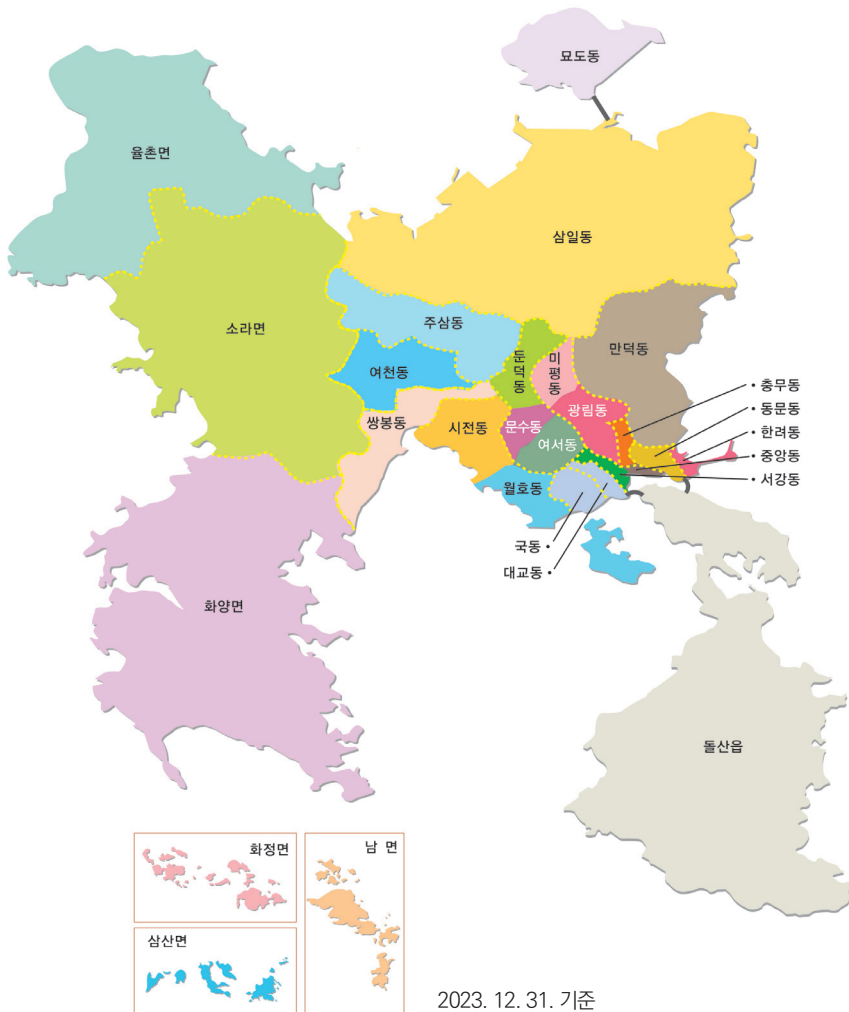 묘도동
율촌면
삼일동
소라면
주삼동
둔덕동
미평동
만덕동
여천동
• 충무동
• 동문동
• 한려동
• 중앙동
• 서강동
쌍봉동
시전동
문수동
광림동
여서동
월호동
국동 •
대교동 •
화양면
돌산읍
화정면
남 면
삼산면
2023. 12. 31. 기준